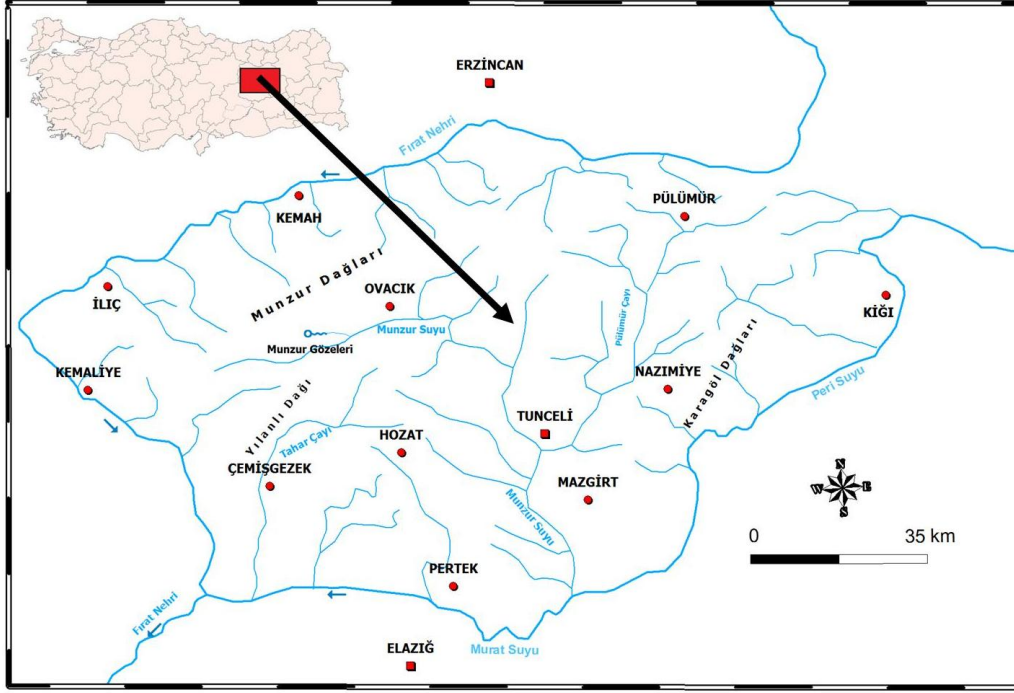 ERZİNCAN
Fırat Nehri
PÜLÜMÜR
KEMAH
Munzur Dağları
OVACIK
İLIÇ
KİĞI
Pülümür Çayı
Munzur Suyu
Munzur Gözeleri
KEMALİYE
NAZIMİYE
Karagöl Dağları
Peri Suyu
Yılanlı Dağı
TUNCELİ
Tahar Çayı
HOZAT
ÇEMİŞGEZEK
MAZGİRT
Munzur Suyu
N
W E
S
0 35 km
PERTEK
Fırat Nehri
Murat Suyu
ELAZIĞ